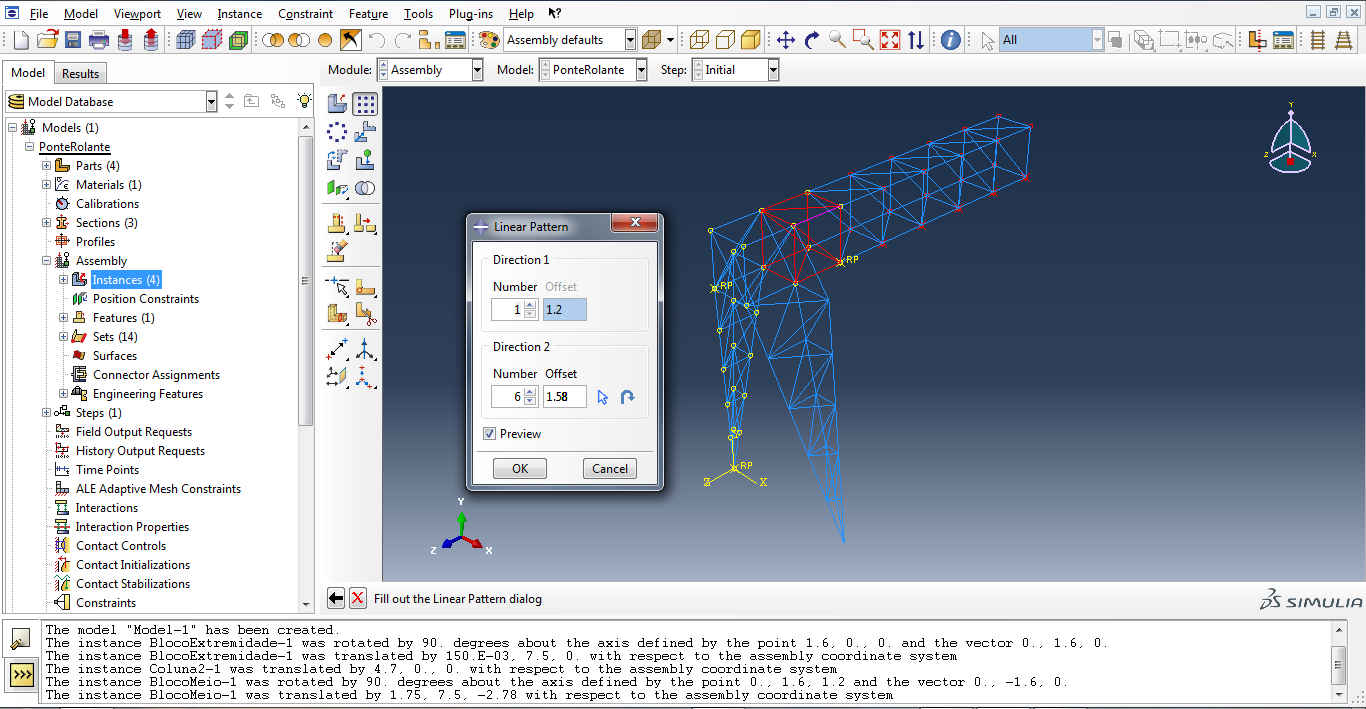 File Model Viewport View Instance Constraint Feature Tools Plug-ins Help
Assembly defaults All
Model Results Module: Assembly Model: PonteRolante Step: Initial
Model Database
Models (1)
PonteRolante
Parts (4)
Materials (1)
Calibrations
Sections (3)
Profiles
Assembly
Instances (4)
Position Constraints
Features (1)
Sets (14)
Surfaces
Connector Assignments
Engineering Features
Steps (1)
Field Output Requests
History Output Requests
Time Points
ALE Adaptive Mesh Constraints
Interactions
Interaction Properties
Contact Controls
Contact Initializations
Contact Stabilizations
Constraints
Linear Pattern
Direction 1
Number Offset
1 1.2
Direction 2
Number Offset
6 1.58
Preview
OK Cancel
Y
Z X
RP
RP
RP
Z X
Y
Z X
Fill out the Linear Pattern dialog
SIMULIA
The model "Model-1" has been created.
The instance BlocoExtremidade-1 was rotated by 90. degrees about the axis defined by the point 1.6, 0., 0. and the vector 0., 1.6, 0.
The instance BlocoExtremidade-1 was translated by 150.E-03, 7.5, 0. with respect to the assembly coordinate system
The instance Coluna2-1 was translated by 4.7, 0., 0. with respect to the assembly coordinate system
The instance BlocoMeio-1 was rotated by 90. degrees about the axis defined by the point 0., 1.6, 1.2 and the vector 0., -1.6, 0.
The instance BlocoMeio-1 was translated by 1.75, 7.5, -2.78 with respect to the assembly coordinate system